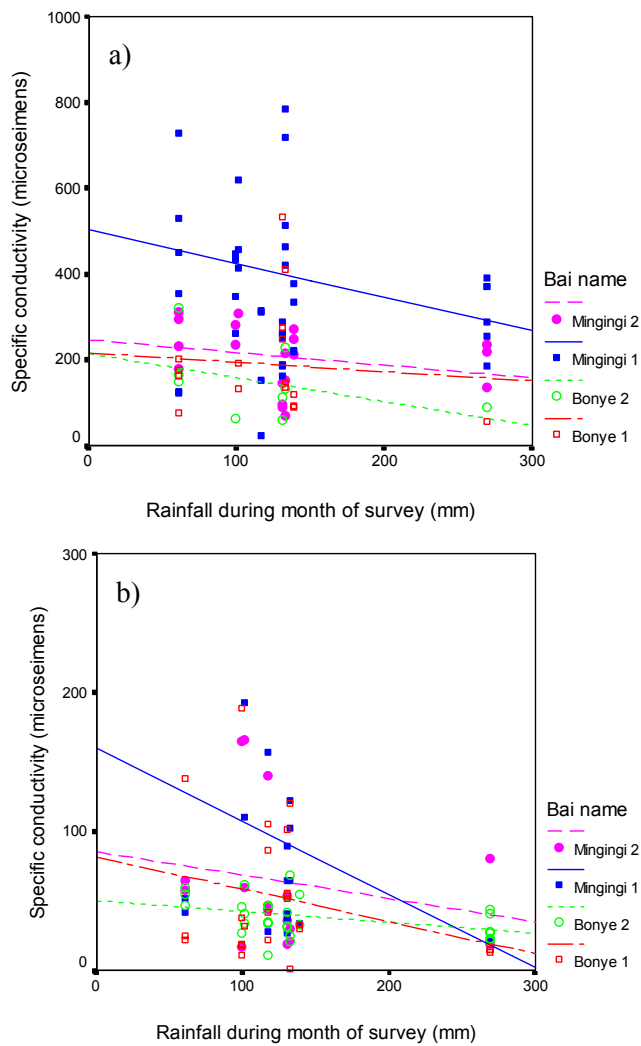 a)
Specific conductivity (microseimens)
1000
800
600
400
200
0
0 100 200 300
Rainfall during month of survey (mm)
Bai name
Mingingi 2
Mingingi 1
Bonye 2
Bonye 1
b)
Specific conductivity (microseimens)
300
200
100
0
0 100 200 300
Rainfall during month of survey (mm)
Bai name
Mingingi 2
Mingingi 1
Bonye 2
Bonye 1